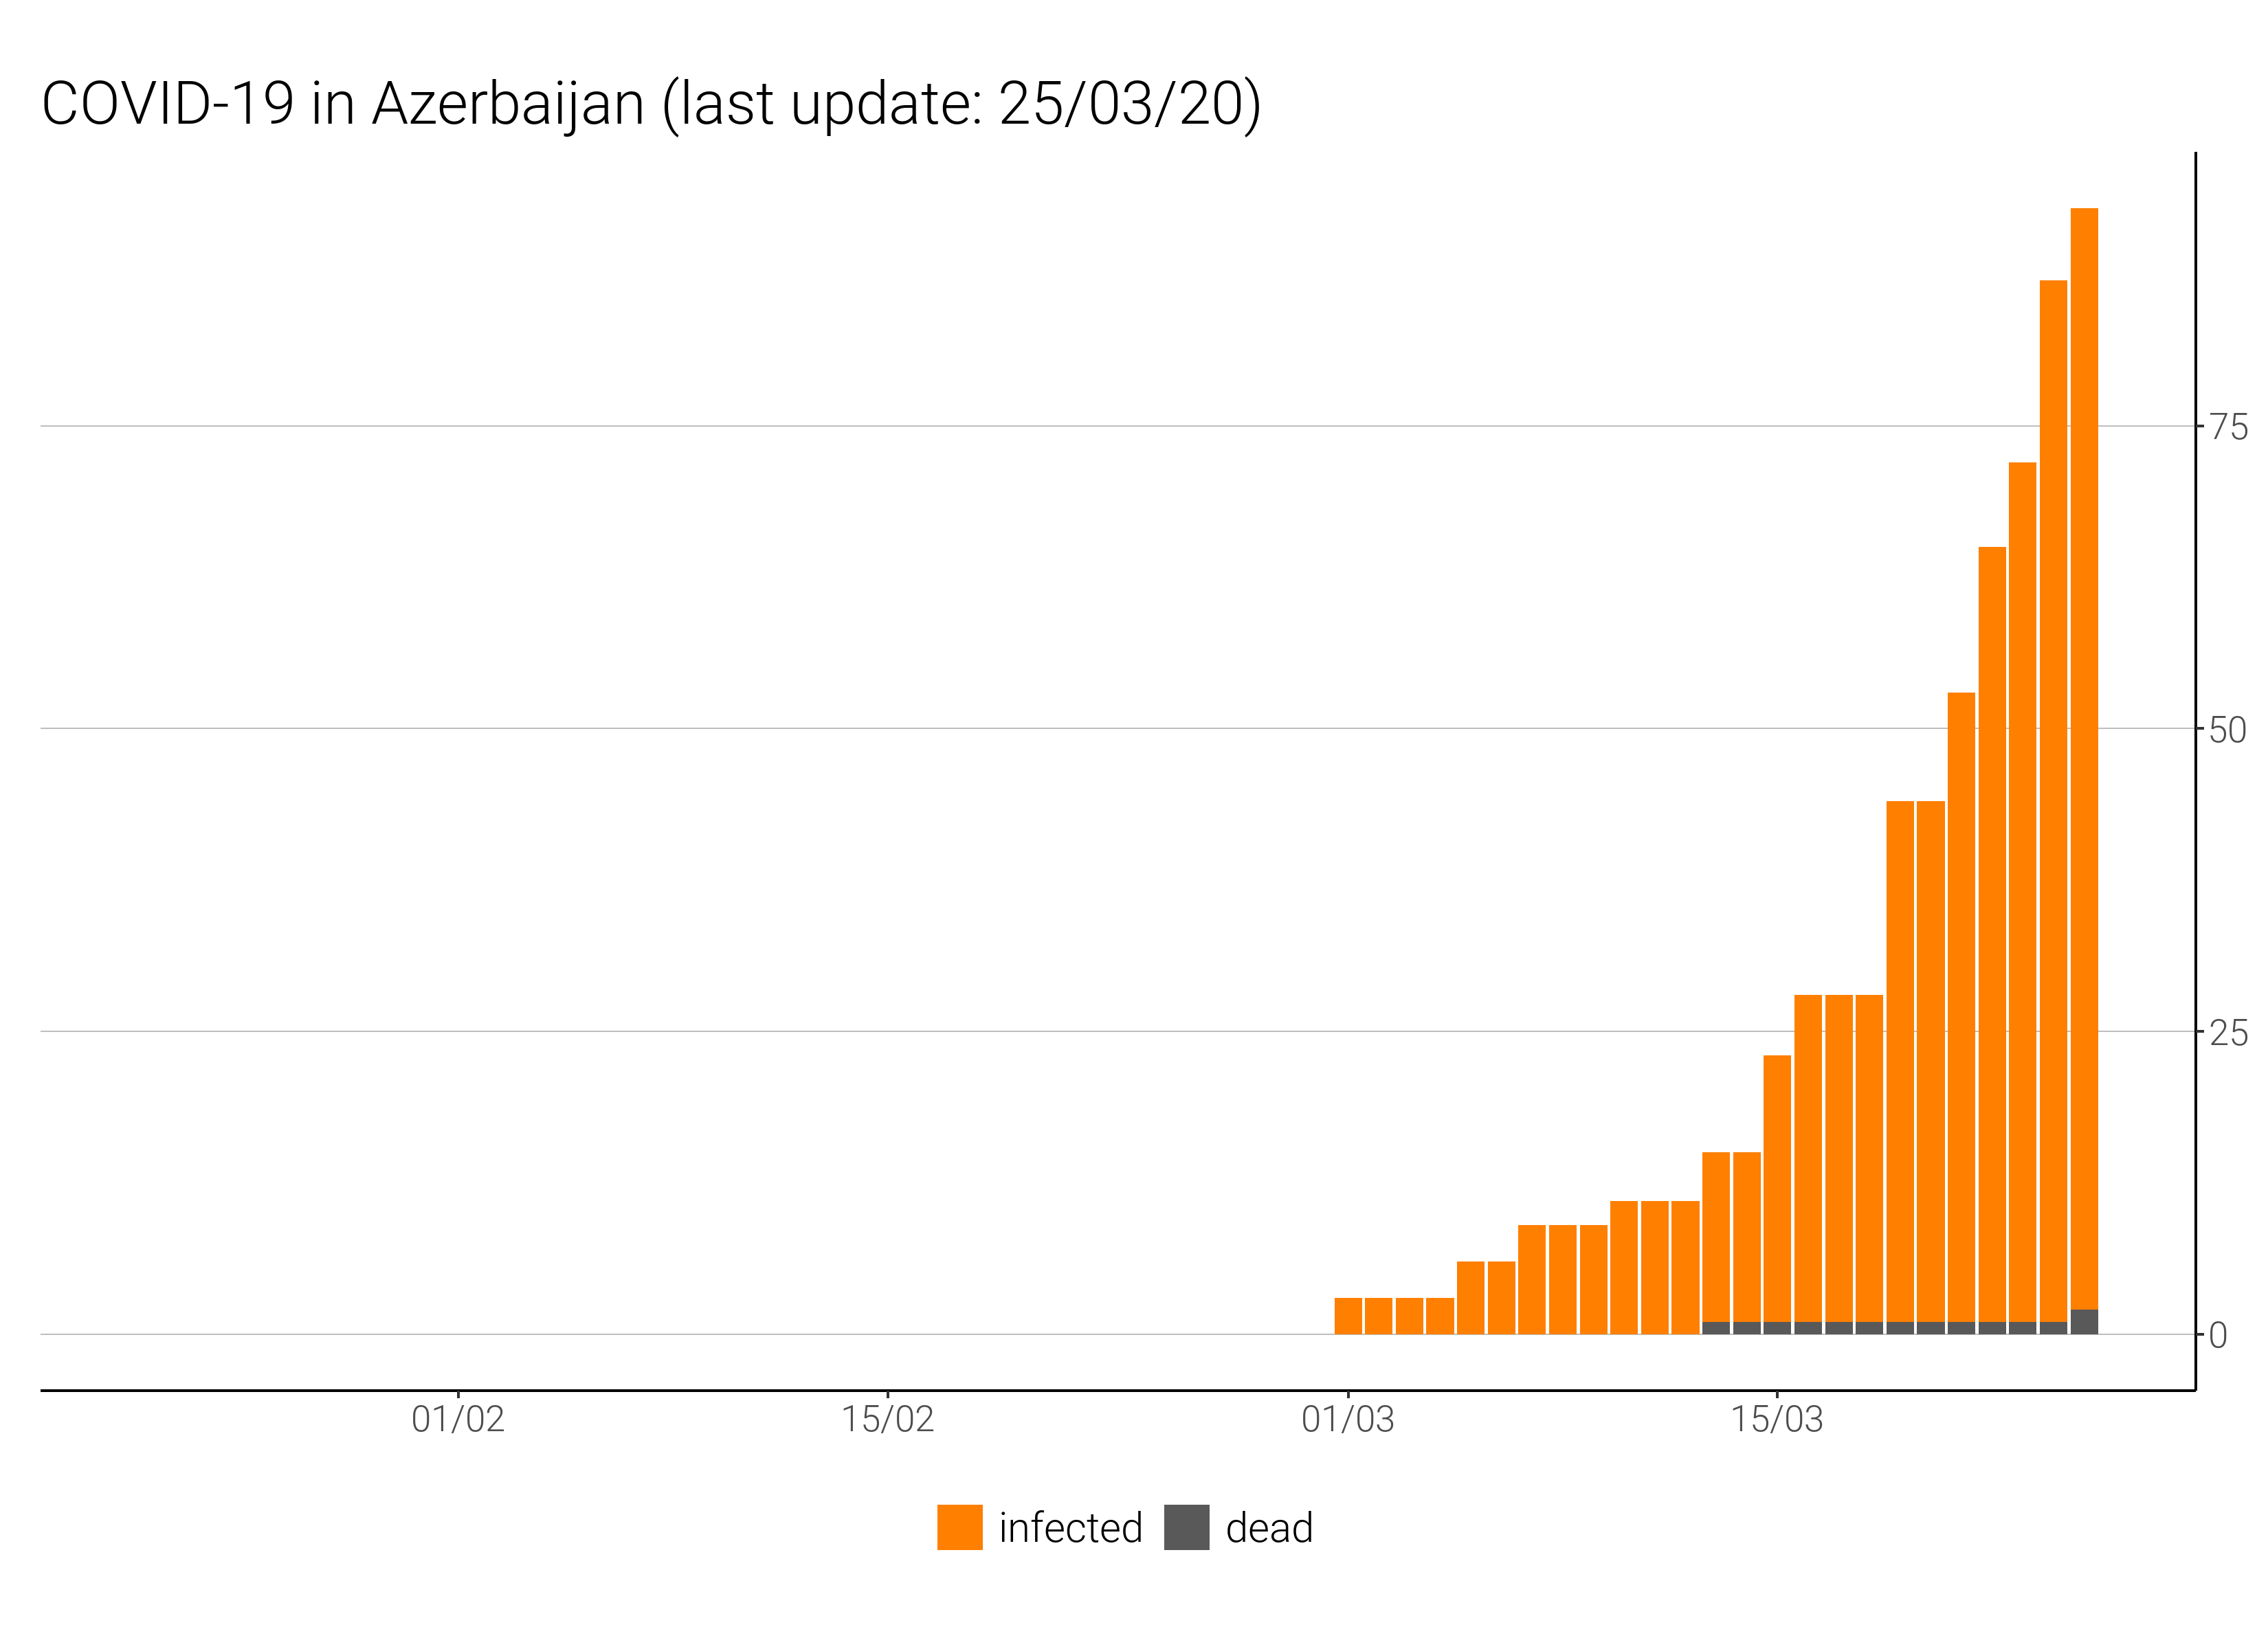 COVID-19 in Azerbaijan (last update: 25/03/20)
75
50
25
0
01/02 15/02 01/03 15/03
infected dead